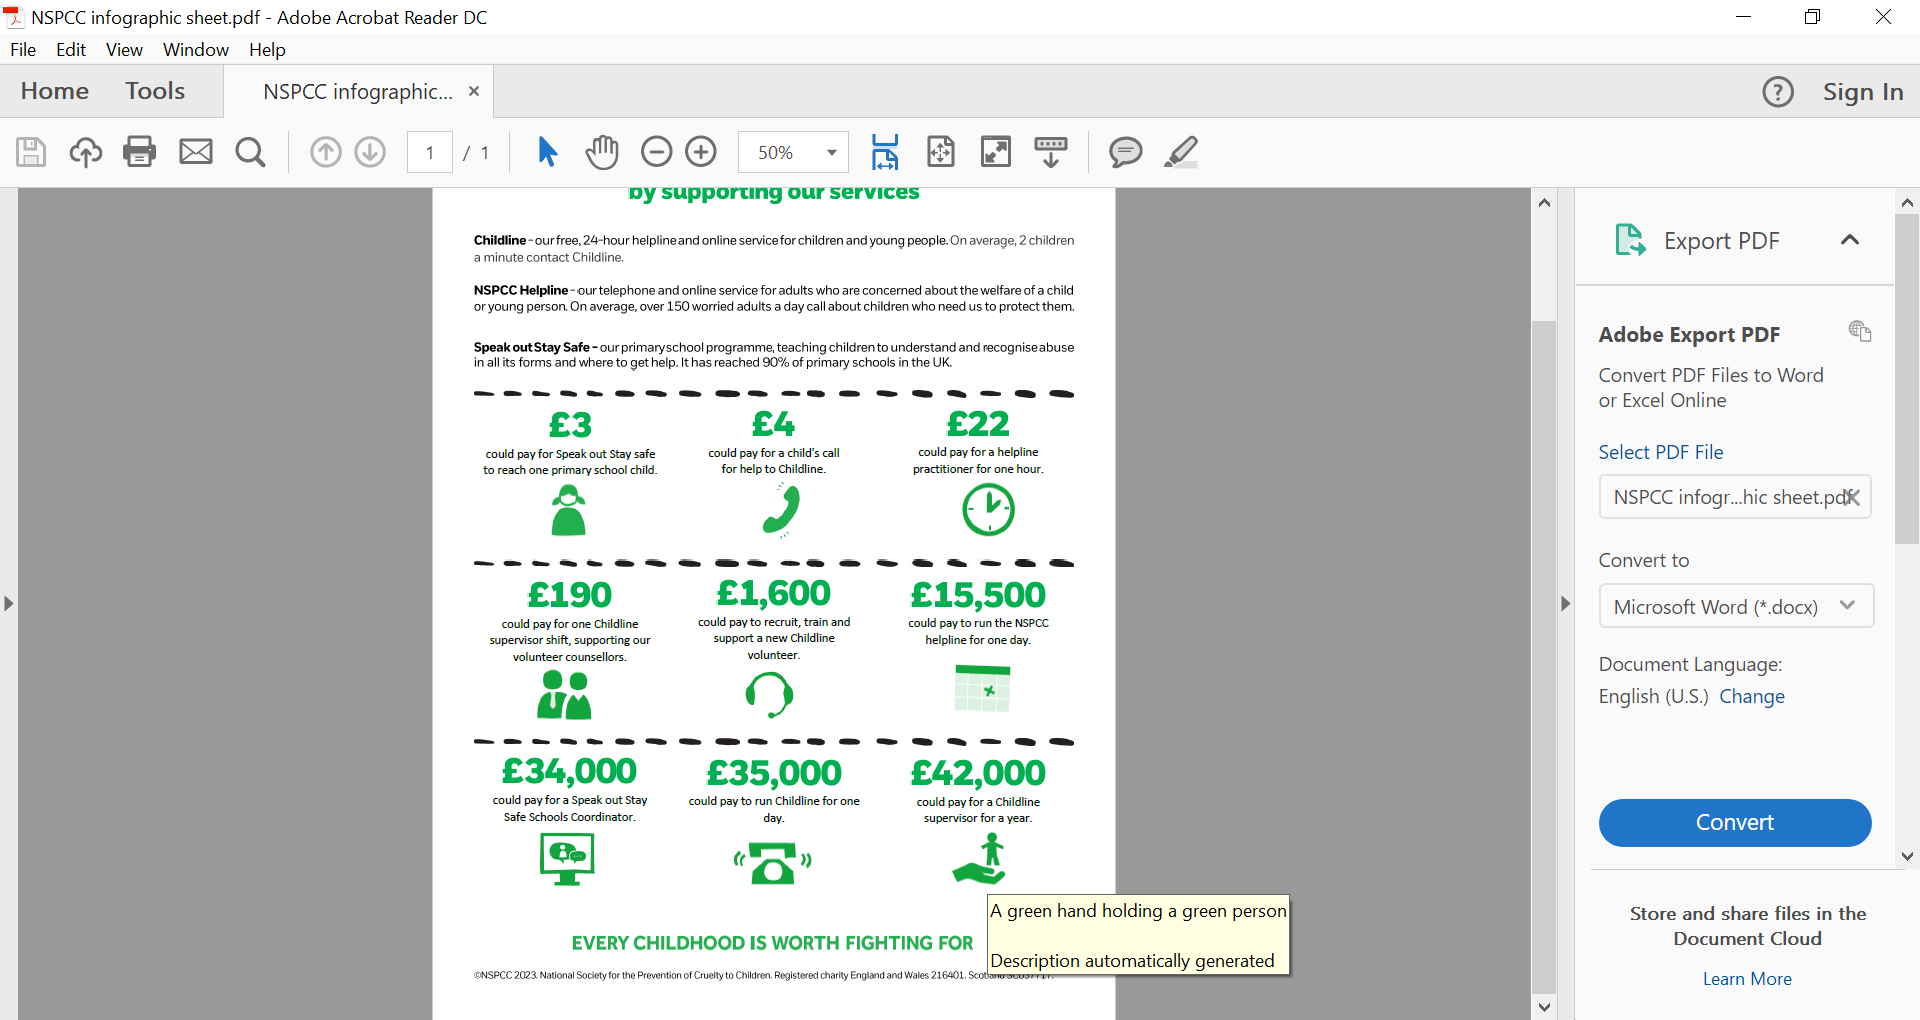 NSPCC infographic sheet.pdf - Adobe Acrobat Reader DC
File Edit View Window Help
Home Tools NSPCC infographic... × ? Sign In
1 / 1 50%
by supporting our services
Childline - our free, 24-hour helpline and online service for children and young people. On average, 2 children
a minute contact Childline.
NSPCC Helpline - our telephone and online service for adults who are concerned about the welfare of a child
or young person. On average, over 150 worried adults a day call about children who need us to protect them.
Speak out Stay Safe - our primary school programme, teaching children to understand and recognise abuse
in all its forms and where to get help. It has reached 90% of primary schools in the UK.
£3
could pay for Speak out Stay safe
to reach one primary school child.
£4
could pay for a child's call
for help to Childline.
£22
could pay for a helpline
practitioner for one hour.
£190
could pay for one Childline
supervisor shift, supporting our
volunteer counsellors.
£1,600
could pay to recruit, train and
support a new Childline
volunteer.
£15,500
could pay to run the NSPCC
helpline for one day.
£34,000
could pay for a Speak out Stay
Safe Schools Coordinator.
£35,000
could pay to run Childline for one
day.
£42,000
could pay for a Childline
supervisor for a year.
A green hand holding a green person
Description automatically generated
EVERY CHILDHOOD IS WORTH FIGHTING FOR
©NSPCC 2023. National Society for the Prevention of Cruelty to Children. Registered charity England and Wales 216401.
Export PDF
Adobe Export PDF
Convert PDF Files to Word
or Excel Online
Select PDF File
NSPCC infogr...hic sheet.pdf
Convert to
Microsoft Word (*.docx)
Document Language:
English (U.S.) Change
Convert
Store and share files in the
Document Cloud
Learn More